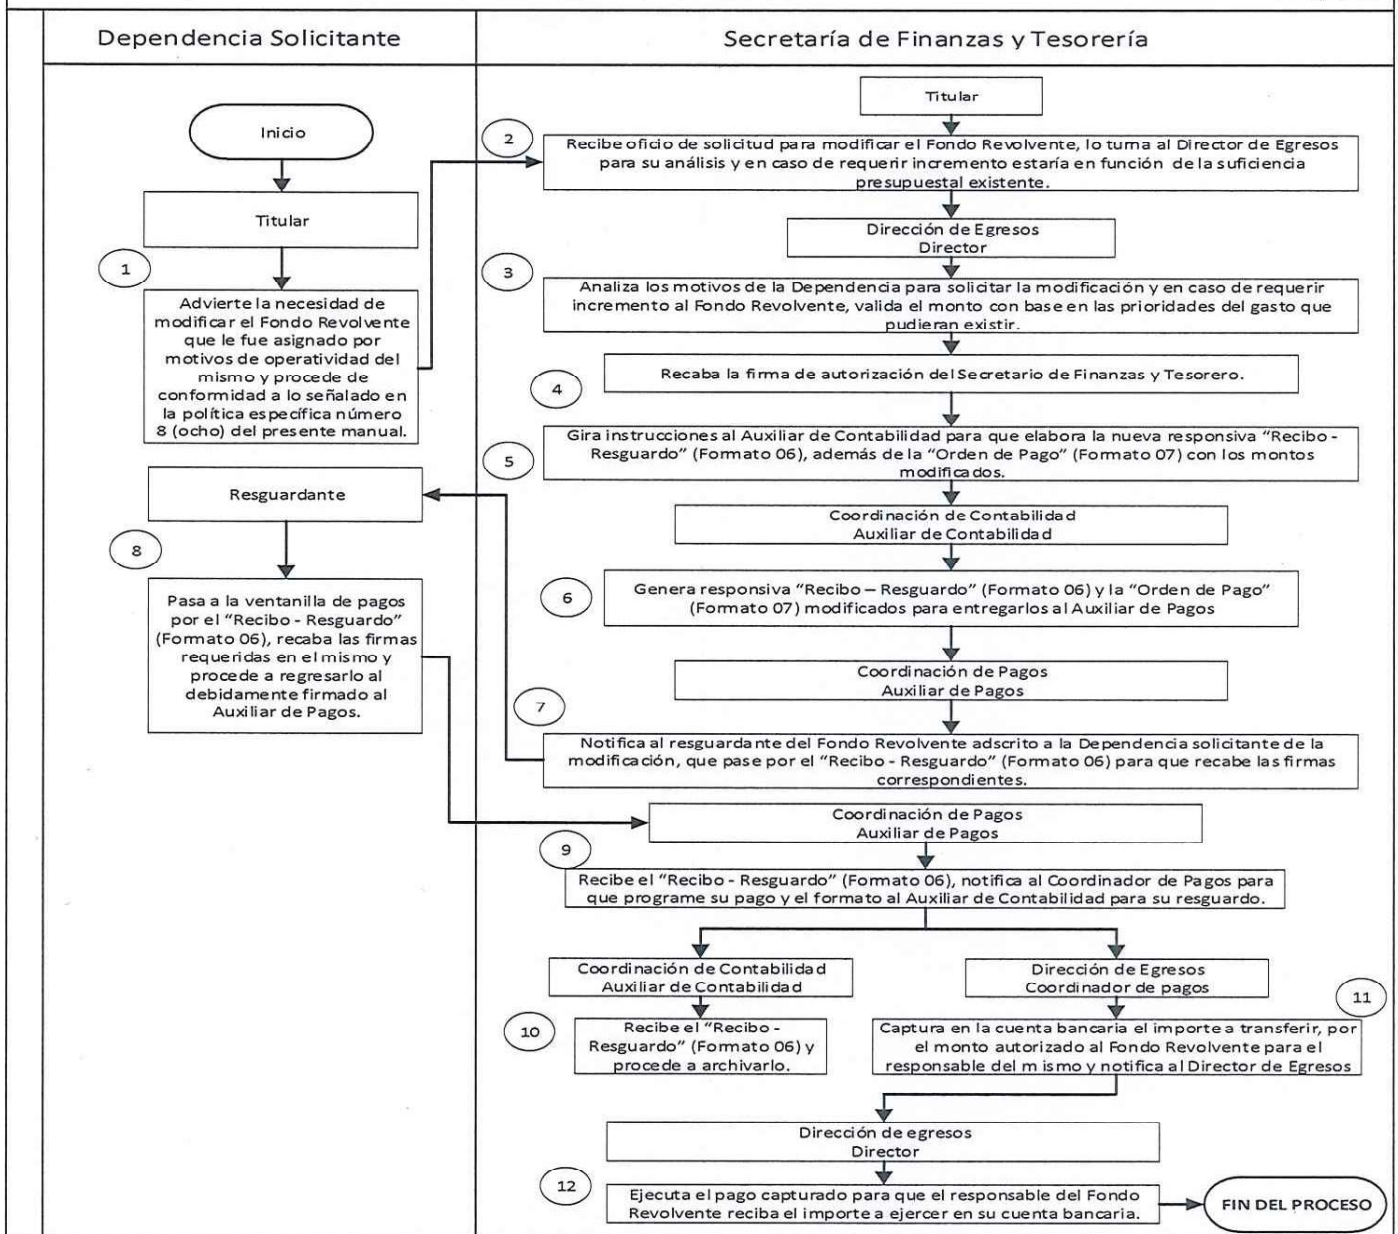 Dependencia Solicitante
Secretaría de Finanzas y Tesorería
Inicio
Titular
1
Advierte la necesidad de
modificar el Fondo Revolvente
que le fue asignado por
motivos de operatividad del
mismo y procede de
conformidad a lo señalado en
la política específica número
8 (ocho) del presente manual.
Titular
2
Recibe oficio de solicitud para modificar el Fondo Revolvente, lo turna al Director de Egresos
para su análisis y en caso de requerir incremento estaría en función de la suficiencia
presupuestal existente.
Dirección de Egresos
Director
3
Analiza los motivos de la Dependencia para solicitar la modificación y en caso de requerir
incremento al Fondo Revolvente, valida el monto con base en las prioridades del gasto que
pudieran existir.
4
Recaba la firma de autorización del Secretario de Finanzas y Tesorero.
5
Gira instrucciones al Auxiliar de Contabilidad para que elabora la nueva responsiva “Recibo -
Resguardo” (Formato 06), además de la “Orden de Pago” (Formato 07) con los montos
modificados.
Coordinación de Contabilidad
Auxiliar de Contabilidad
6
Genera responsiva “Recibo – Resguardo” (Formato 06) y la “Orden de Pago”
(Formato 07) modificados para entregarlos al Auxiliar de Pagos
Coordinación de Pagos
Auxiliar de Pagos
7
Notifica al resguardante del Fondo Revolvente adscrito a la Dependencia solicitante de la
modificación, que pase por el “Recibo - Resguardo” (Formato 06) para que recabe las firmas
correspondientes.
Resguardante
8
Pasa a la ventanilla de pagos
por el “Recibo - Resguardo”
(Formato 06), recaba las firmas
requeridas en el mismo y
procede a regresarlo al
debidamente firmado al
Auxiliar de Pagos.
Coordinación de Pagos
Auxiliar de Pagos
9
Recibe el “Recibo - Resguardo” (Formato 06), notifica al Coordinador de Pagos para
que programe su pago y el formato al Auxiliar de Contabilidad para su resguardo.
Coordinación de Contabilidad
Auxiliar de Contabilidad
10
Recibe el “Recibo -
Resguardo” (Formato 06) y
procede a archivarlo.
Dirección de Egresos
Coordinador de pagos
11
Captura en la cuenta bancaria el importe a transferir, por
el monto autorizado al Fondo Revolvente para el
responsable del m ismo y notifica al Director de Egresos
Dirección de egresos
Director
12
Ejecuta el pago capturado para que el responsable del Fondo
Revolvente reciba el importe a ejercer en su cuenta bancaria.
FIN DEL PROCESO